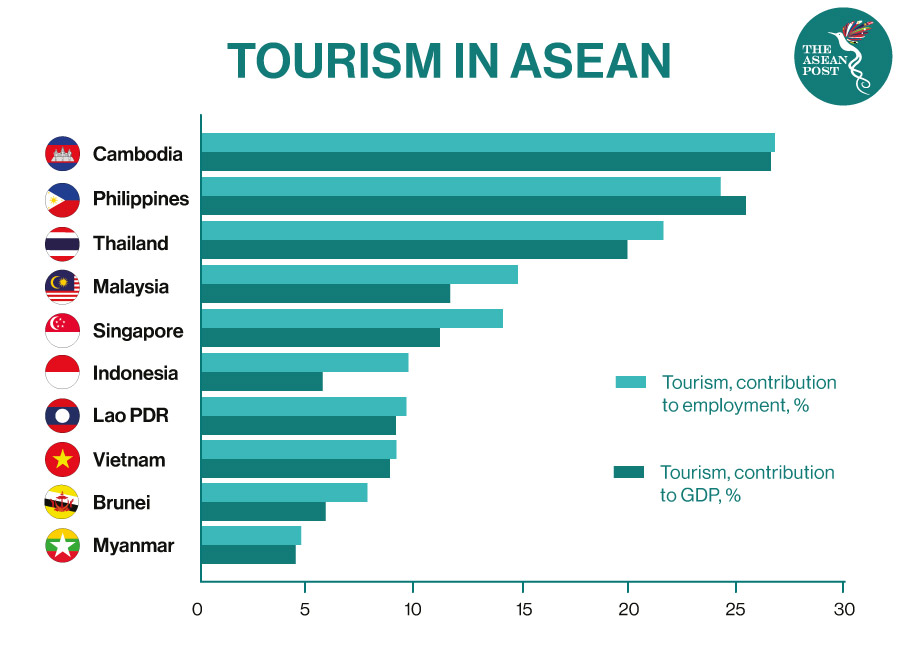 TOURISM IN ASEAN
THE
ASEAN
POST
Cambodia
Philippines
Thailand
Malaysia
Singapore
Indonesia
Lao PDR
Vietnam
Brunei
Myanmar
Tourism, contribution
to employment, %
Tourism, contribution
to GDP, %
0 5 10 15 20 25 30